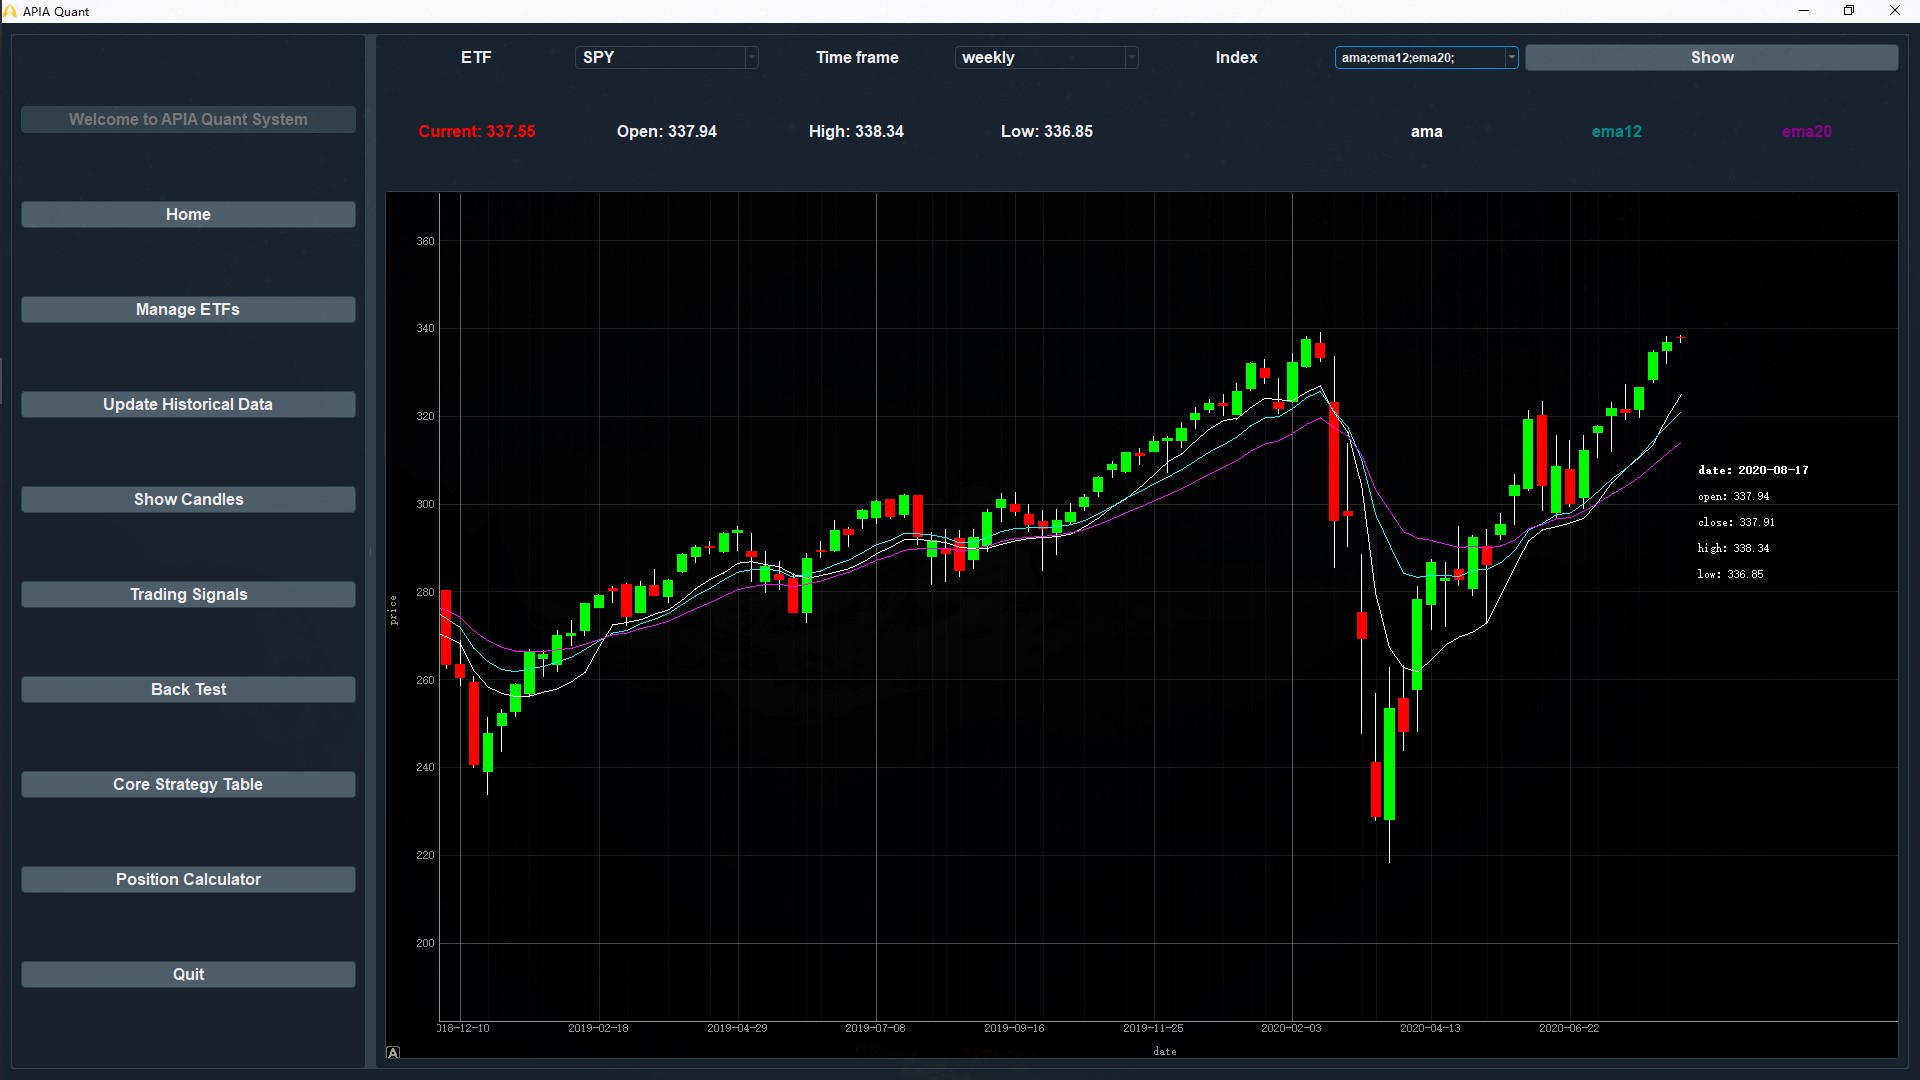 APIA Quant
ETF SPY Time frame weekly Index ama;ema12;ema20; Show
Welcome to APIA Quant System
Current: 337.55 Open: 337.94 High: 338.34 Low: 336.85 ama ema12 ema20
Home
Manage ETFs
Update Historical Data
Show Candles
Trading Signals
Back Test
Core Strategy Table
Position Calculator
Quit
360
340
320
300
280
260
240
220
200
price
date: 2020-08-17
open: 337.94
close: 337.91
high: 338.34
low: 336.85
018-12-10 2019-02-18 2019-04-29 2019-07-08 2019-09-16 2019-11-25 2020-02-03 2020-04-13 2020-06-22
A
date